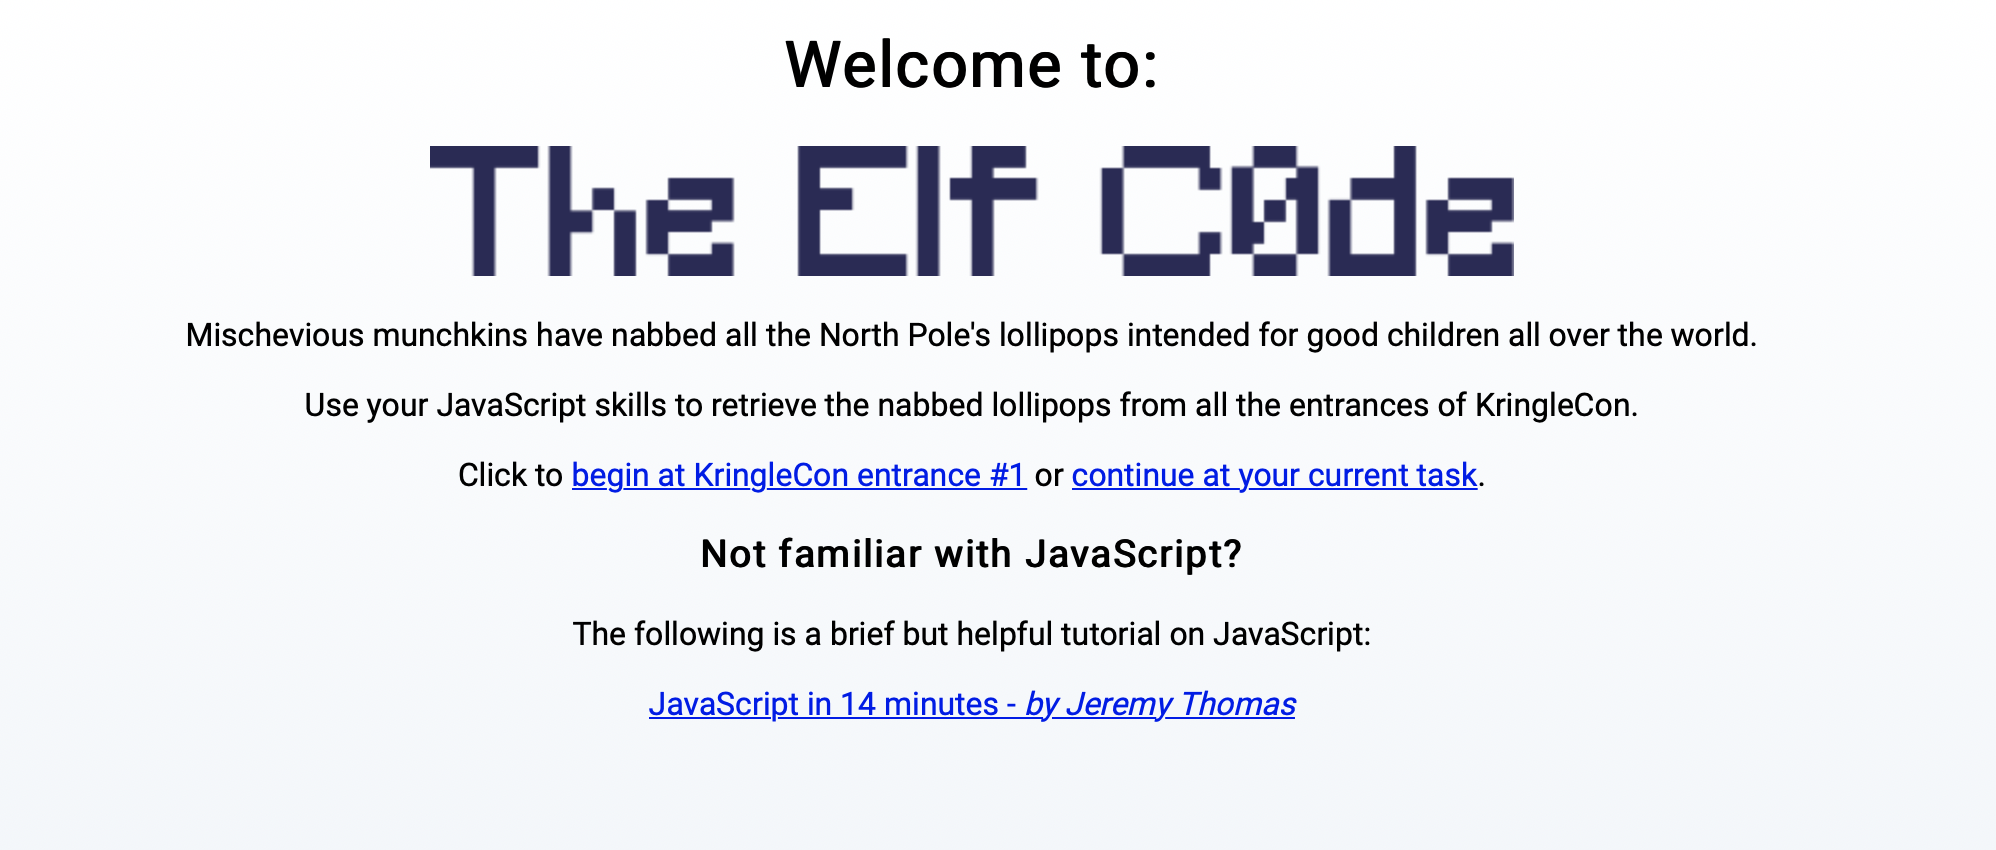 Welcome to:
The Elf C0de
Mischevious munchkins have nabbed all the North Pole's lollipops intended for good children all over the world.
Use your JavaScript skills to retrieve the nabbed lollipops from all the entrances of KringleCon.
Click to begin at KringleCon entrance #1 or continue at your current task.
Not familiar with JavaScript?
The following is a brief but helpful tutorial on JavaScript:
JavaScript in 14 minutes - by Jeremy Thomas